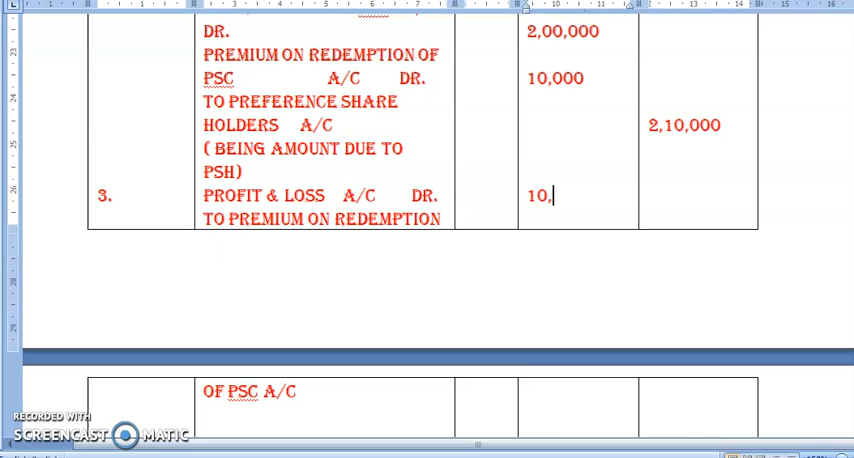 DR. 2,00,000
PREMIUM ON REDEMPTION OF
PSC A/C DR. 10,000
TO PREFERENCE SHARE
HOLDERS A/C 2,10,000
( BEING AMOUNT DUE TO
PSH)
3. PROFIT & LOSS A/C DR. 10,
TO PREMIUM ON REDEMPTION
OF PSC A/C
RECORDED WITH
SCREENCAST MATIC